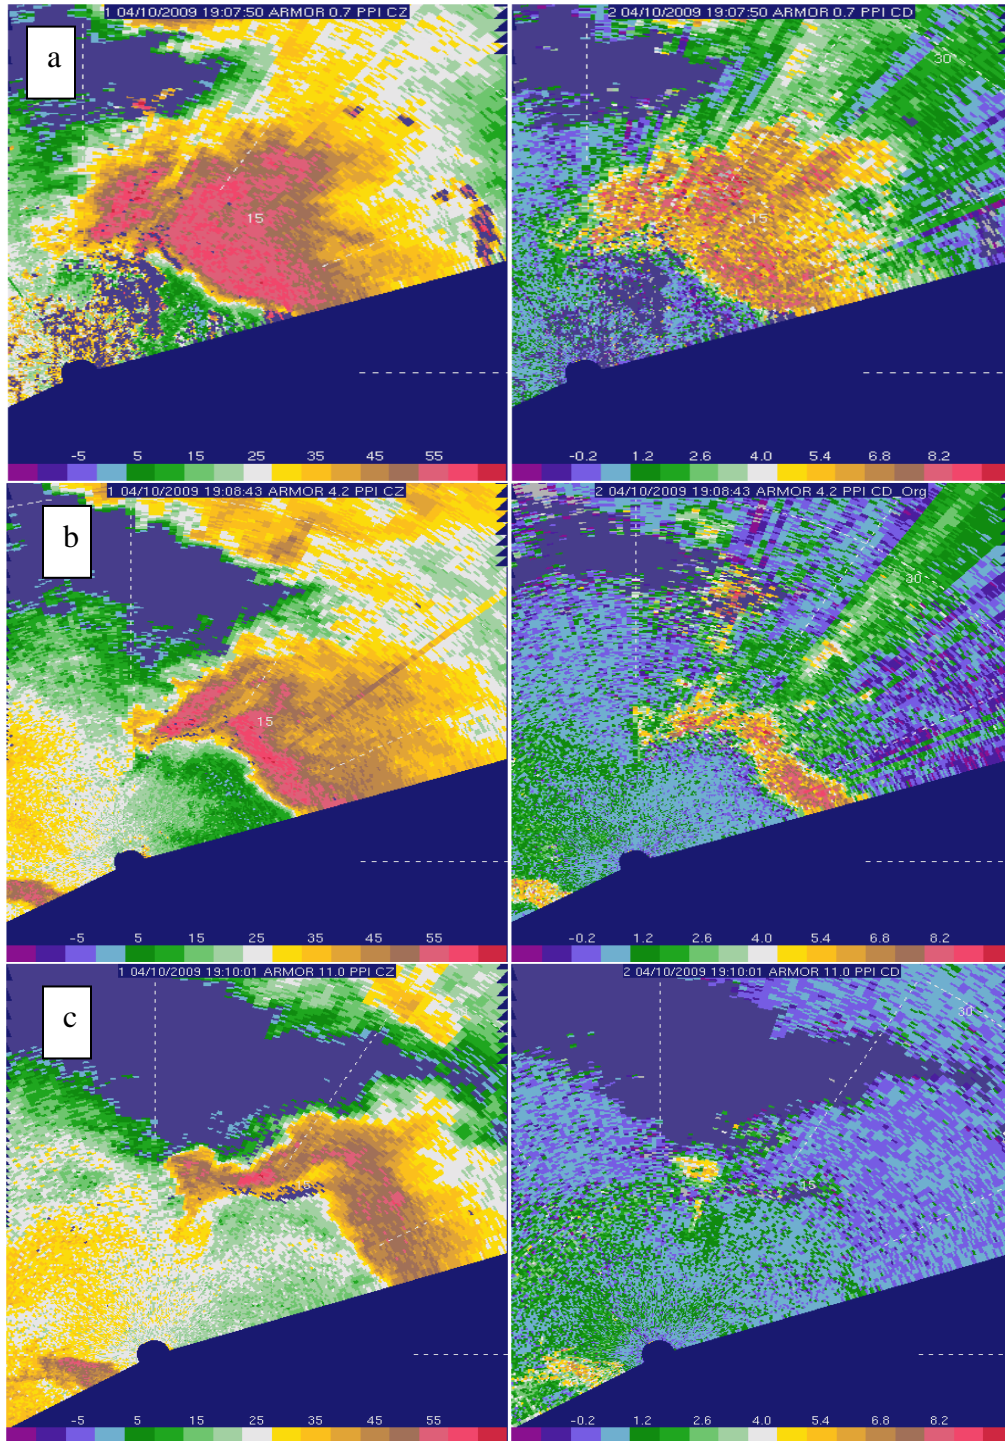 1 04/10/2009 19:07:50 ARMOR 0.7 PPI CZ
2 04/10/2009 19:07:50 ARMOR 0.7 PPI CD
a
30
15
15
-5 5 15 25 35 45 55
-0.2 1.2 2.6 4.0 5.4 6.8 8.2
1 04/10/2009 19:08:43 ARMOR 4.2 PPI CZ
2 04/10/2009 19:08:43 ARMOR 4.2 PPI CD_Org
b
30
15
15
-5 5 15 25 35 45 55
-0.2 1.2 2.6 4.0 5.4 6.8 8.2
1 04/10/2009 19:10:01 ARMOR 11.0 PPI CZ
2 04/10/2009 19:10:01 ARMOR 11.0 PPI CD
c
30
15
-5 5 15 25 35 45 55
-0.2 1.2 2.6 4.0 5.4 6.8 8.2